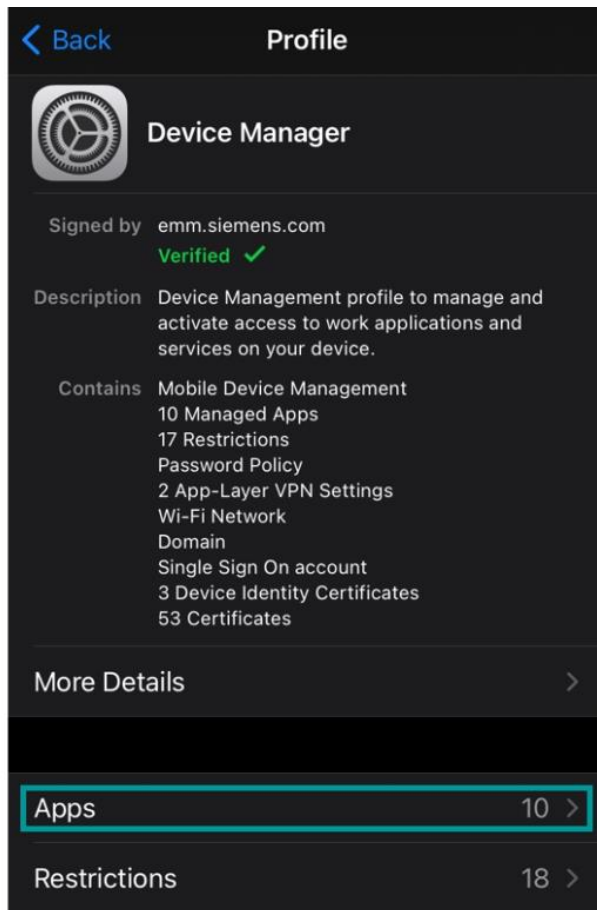 Back
Profile
Device Manager
Signed by emm.siemens.com
Verified ✓
Description Device Management profile to manage and
activate access to work applications and
services on your device.
Contains Mobile Device Management
10 Managed Apps
17 Restrictions
Password Policy
2 App-Layer VPN Settings
Wi-Fi Network
Domain
Single Sign On account
3 Device Identity Certificates
53 Certificates
More Details
Apps 10
Restrictions 18